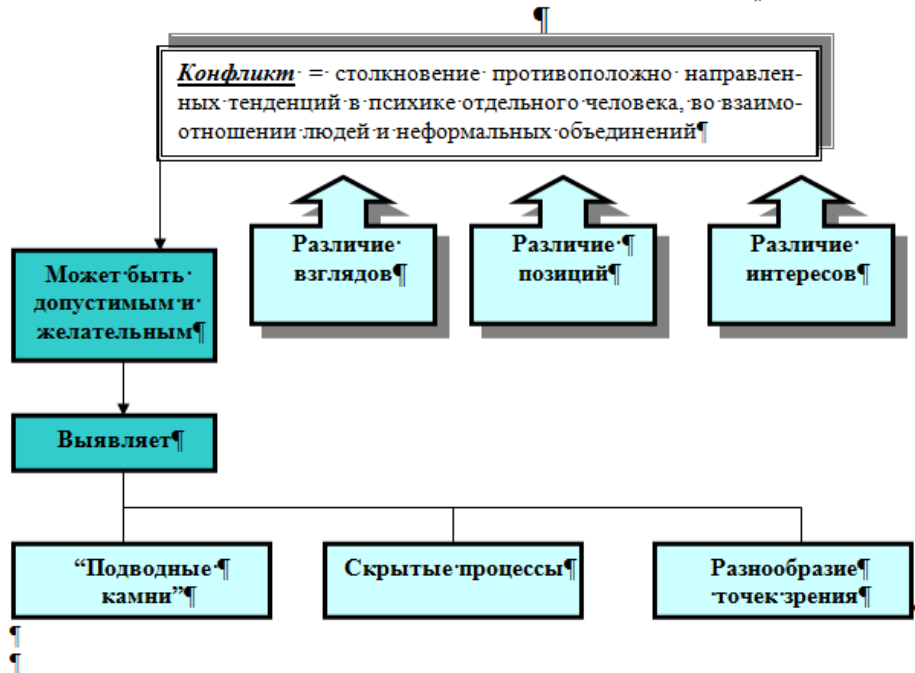 Конфликт = столкновение противоположно направлен-
ных тенденций в психике отдельного человека, во взаимо-
отношении людей и неформальных объединений¶
Различие
взглядов¶
Различие ¶
позиций¶
Различие
интересов¶
Может быть
допустимым и
желательным¶
Выявляет¶
“Подводные ¶
камни”¶
Скрытые процессы¶
Разнообразие¶
точек зрения¶